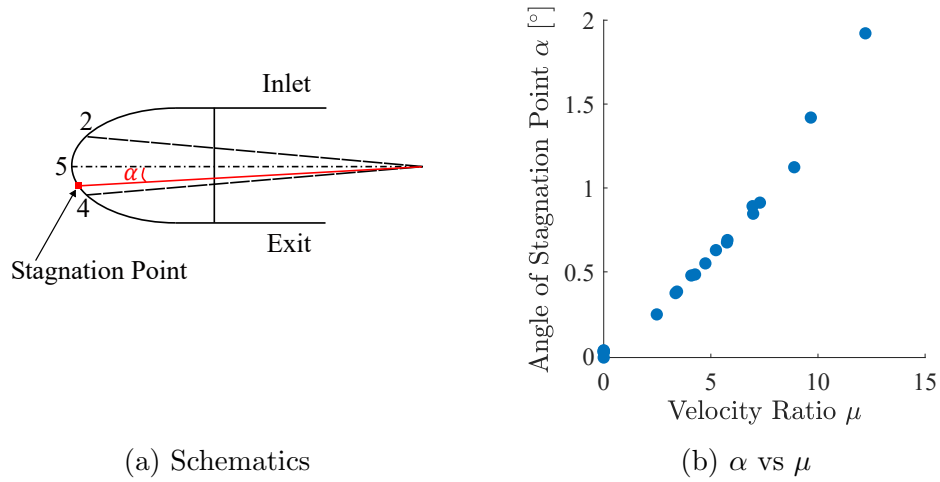 Inlet
2
5
α
4
Exit
Stagnation Point
(a) Schematics
Angle of Stagnation Point α [°]
2
1.5
1
0.5
0
0 5 10 15
Velocity Ratio μ
(b) α vs μ